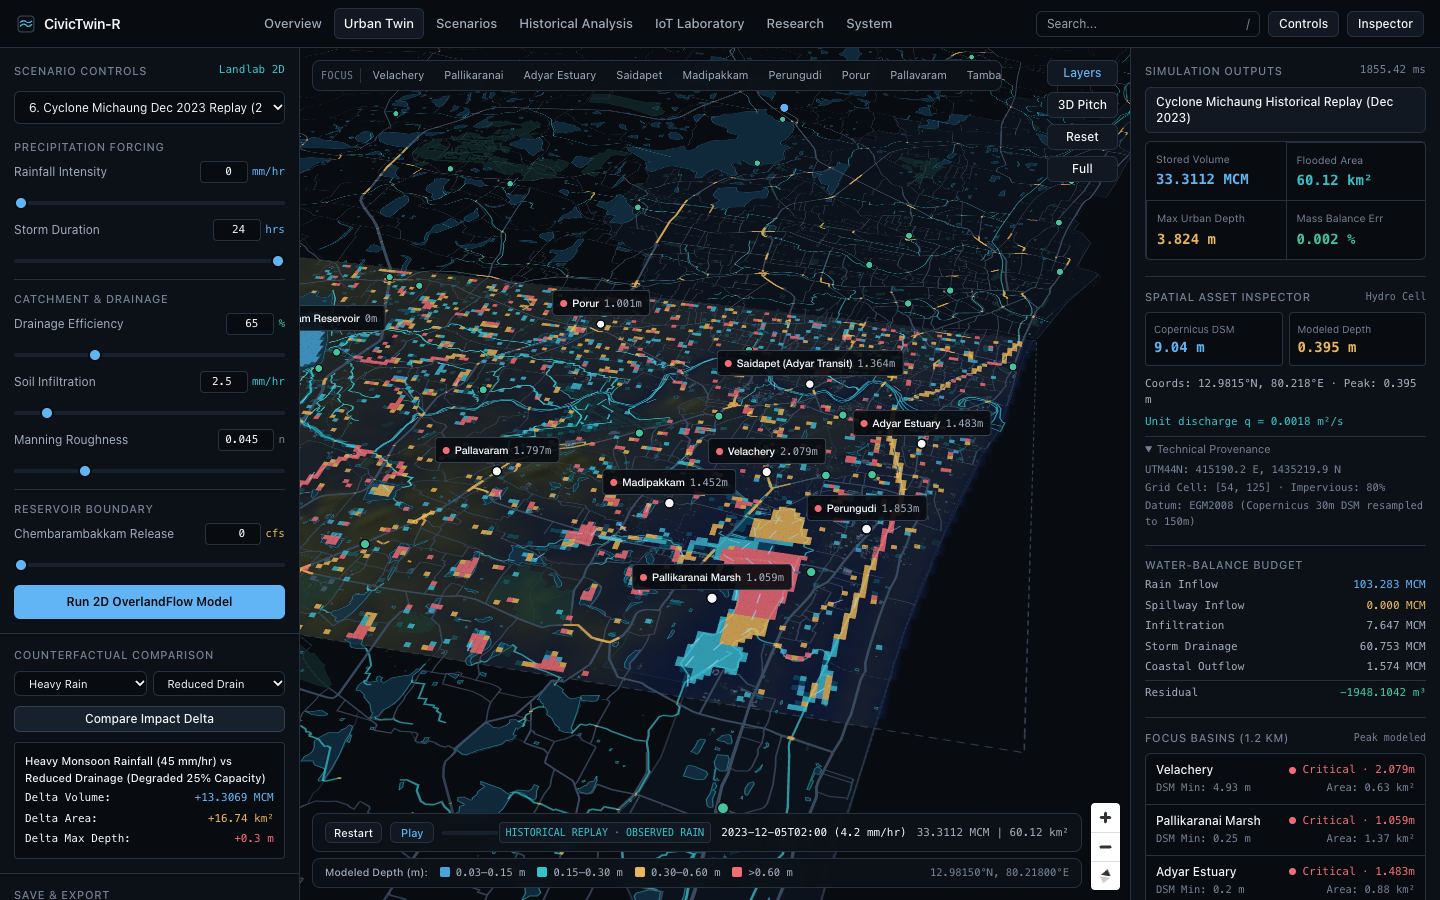 CivicTwin-R
Overview Urban Twin Scenarios Historical Analysis IoT Laboratory Research System
Search... /
Controls
Inspector
SCENARIO CONTROLS Landlab 2D
6. Cyclone Michaung Dec 2023 Replay (2
PRECIPITATION FORCING
Rainfall Intensity 0 mm/hr
Storm Duration 24 hrs
CATCHMENT & DRAINAGE
Drainage Efficiency 65 %
Soil Infiltration 2.5 mm/hr
Manning Roughness 0.045 n
RESERVOIR BOUNDARY
Chembarambakkam Release 0 cfs
Run 2D OverlandFlow Model
COUNTERFACTUAL COMPARISON
Heavy Rain Reduced Drain
Compare Impact Delta
Heavy Monsoon Rainfall (45 mm/hr) vs
Reduced Drainage (Degraded 25% Capacity)
Delta Volume: +13.3069 MCM
Delta Area: +16.74 km²
Delta Max Depth: +0.3 m
SAVE & EXPORT
FOCUS Velachery Pallikaranai Adyar Estuary Saidapet Madipakkam Perungudi Porur Pallavaram Tamba
Layers
3D Pitch
Reset
Full
Porur 1.001m
am Reservoir 0m
Saidapet (Adyar Transit) 1.364m
Adyar Estuary 1.483m
Pallavaram 1.797m
Velachery 2.079m
Madipakkam 1.452m
Perungudi 1.853m
Pallikaranai Marsh 1.059m
Restart Play HISTORICAL REPLAY · OBSERVED RAIN 2023-12-05T02:00 (4.2 mm/hr) 33.3112 MCM | 60.12 km²
Modeled Depth (m): 0.03–0.15 m 0.15–0.30 m 0.30–0.60 m >0.60 m 12.98150°N, 80.21800°E
SIMULATION OUTPUTS 1855.42 ms
Cyclone Michaung Historical Replay (Dec
2023)
Stored Volume Flooded Area
33.3112 MCM 60.12 km²
Max Urban Depth Mass Balance Err
3.824 m 0.002 %
SPATIAL ASSET INSPECTOR Hydro Cell
Copernicus DSM Modeled Depth
9.04 m 0.395 m
Coords: 12.9815°N, 80.218°E · Peak: 0.395
m
Unit discharge q = 0.0018 m²/s
▼ Technical Provenance
UTM44N: 415190.2 E, 1435219.9 N
Grid Cell: [54, 125] · Impervious: 80%
Datum: EGM2008 (Copernicus 30m DSM resampled
to 150m)
WATER-BALANCE BUDGET
Rain Inflow 103.283 MCM
Spillway Inflow 0.000 MCM
Infiltration 7.647 MCM
Storm Drainage 60.753 MCM
Coastal Outflow 1.574 MCM
Residual −1948.1042 m³
FOCUS BASINS (1.2 KM) Peak modeled
Velachery Critical · 2.079m
DSM Min: 4.93 m Area: 0.63 km²
Pallikaranai Marsh Critical · 1.059m
DSM Min: 0.25 m Area: 1.37 km²
Adyar Estuary Critical · 1.483m
DSM Min: 0.2 m Area: 0.88 km²